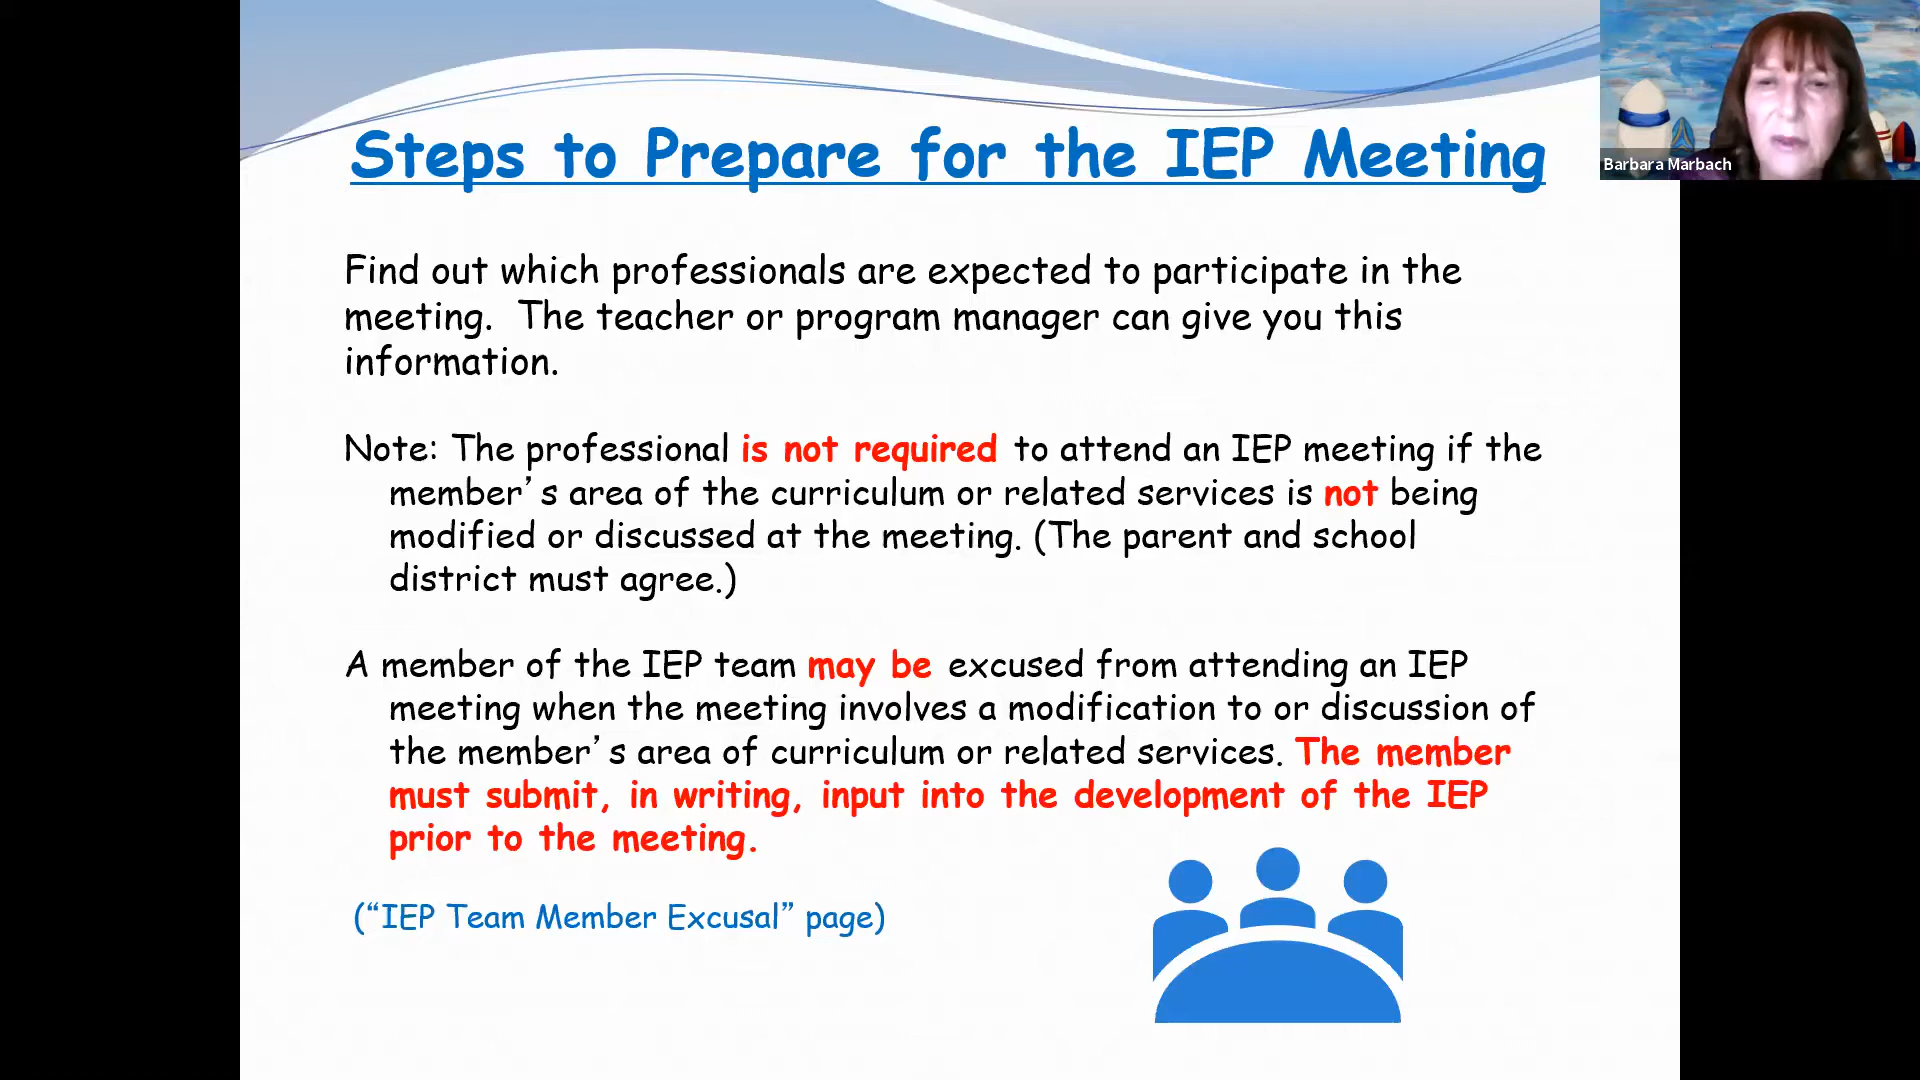 Steps to Prepare for the IEP Meeting
Barbara Marbach
Find out which professionals are expected to participate in the
meeting.  The teacher or program manager can give you this
information.
Note: The professional is not required to attend an IEP meeting if the
member’s area of the curriculum or related services is not being
modified or discussed at the meeting. (The parent and school
district must agree.)
A member of the IEP team may be excused from attending an IEP
meeting when the meeting involves a modification to or discussion of
the member’s area of curriculum or related services. The member
must submit, in writing, input into the development of the IEP
prior to the meeting.
(“IEP Team Member Excusal” page)